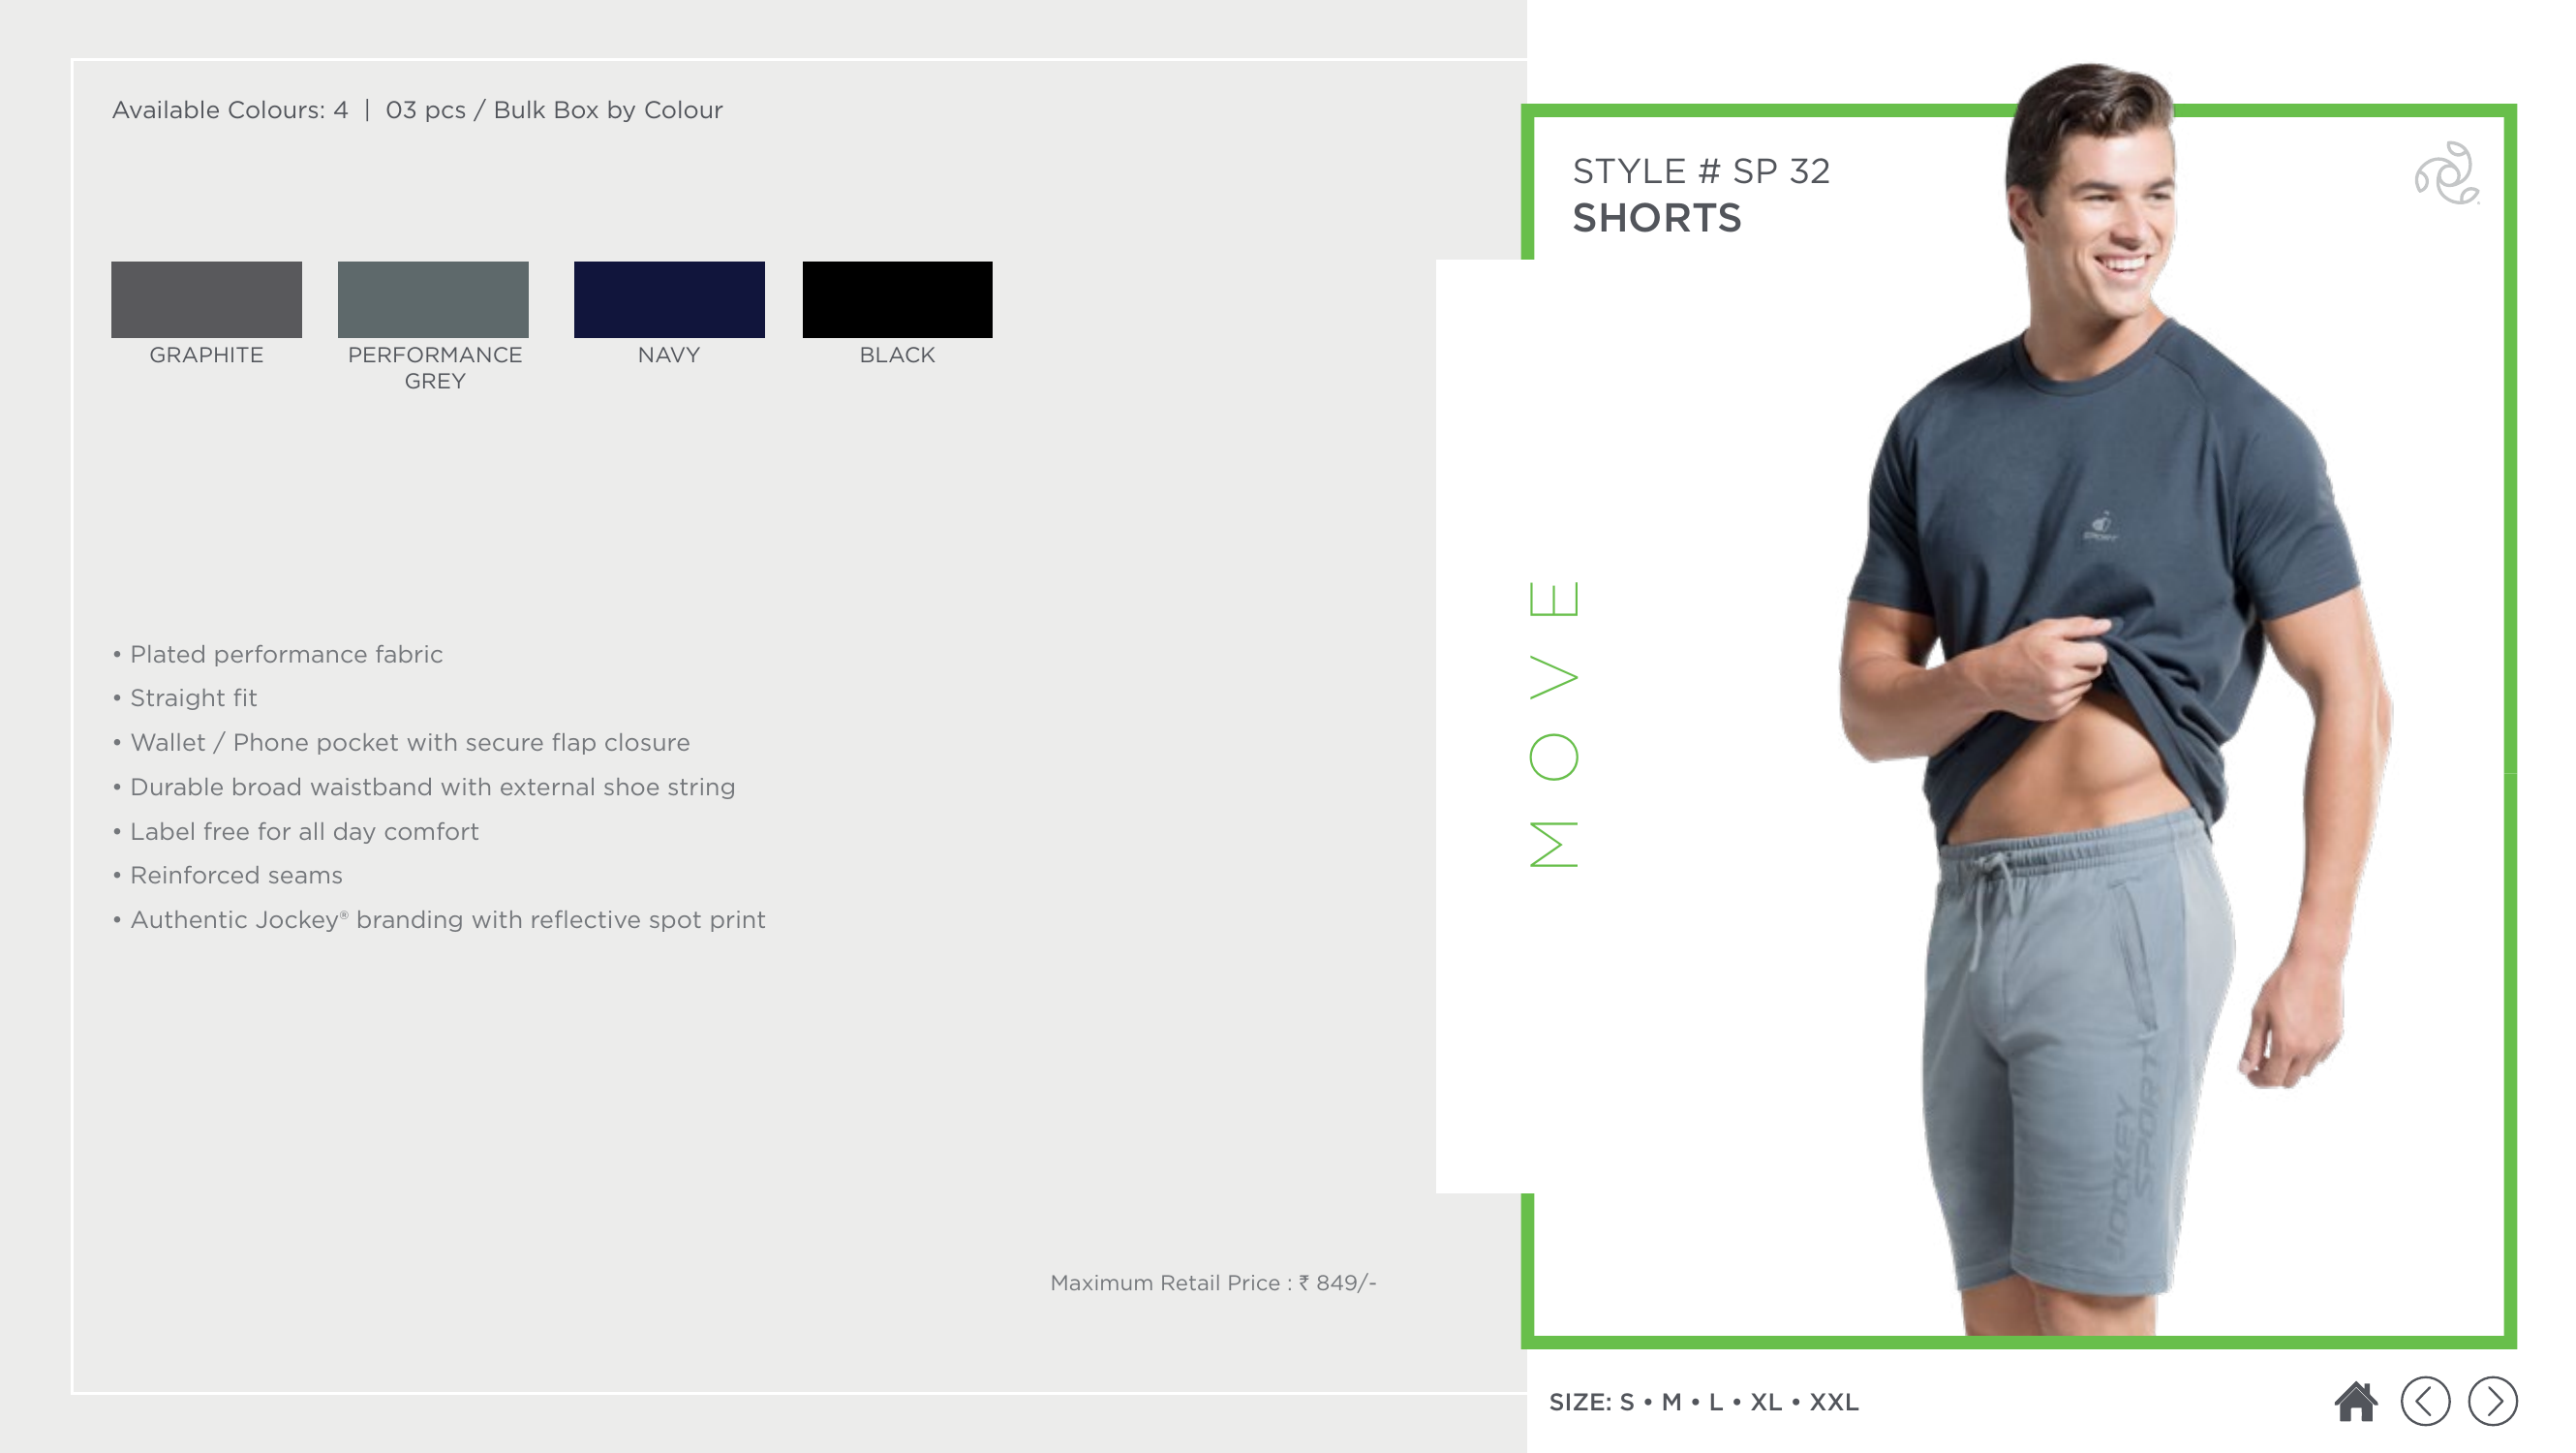 Available Colours: 4 | 03 pcs / Bulk Box by Colour
GRAPHITE
PERFORMANCE
GREY
NAVY
BLACK
• Plated performance fabric
• Straight fit
• Wallet / Phone pocket with secure flap closure
• Durable broad waistband with external shoe string
• Label free for all day comfort
• Reinforced seams
• Authentic Jockey® branding with reflective spot print
Maximum Retail Price : ₹ 849/-
STYLE # SP 32
SHORTS
MOVE
SPORT
JOCKEY
SPORT
SIZE: S • M • L • XL • XXL